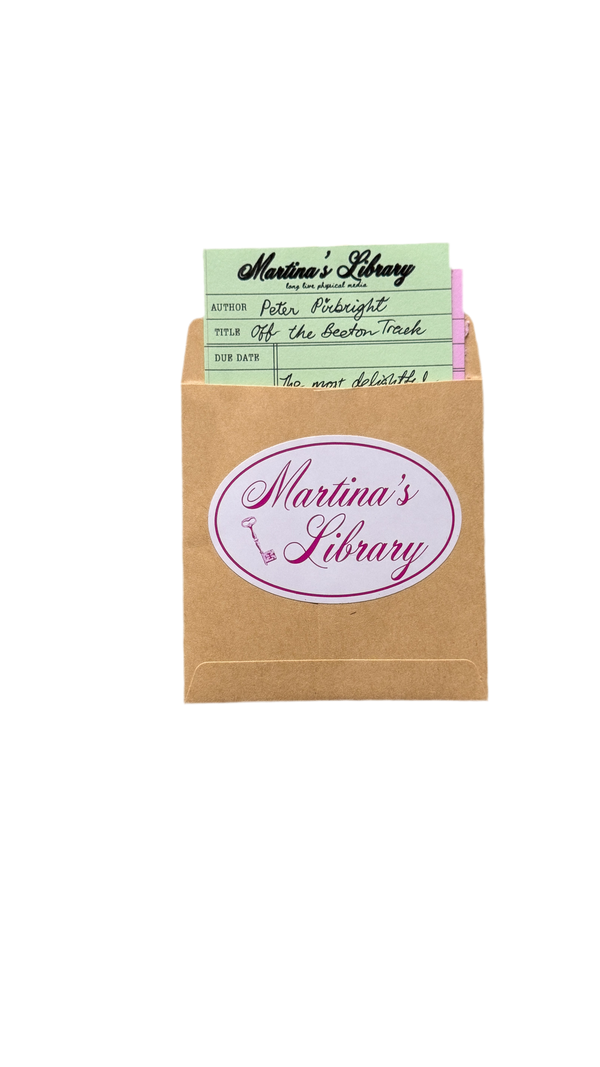 Martina's Library
long live physical media
AUTHOR Peter Pirbright
TITLE Off the Beeton Track
DUE DATE
The most delightful
Martina's
Library